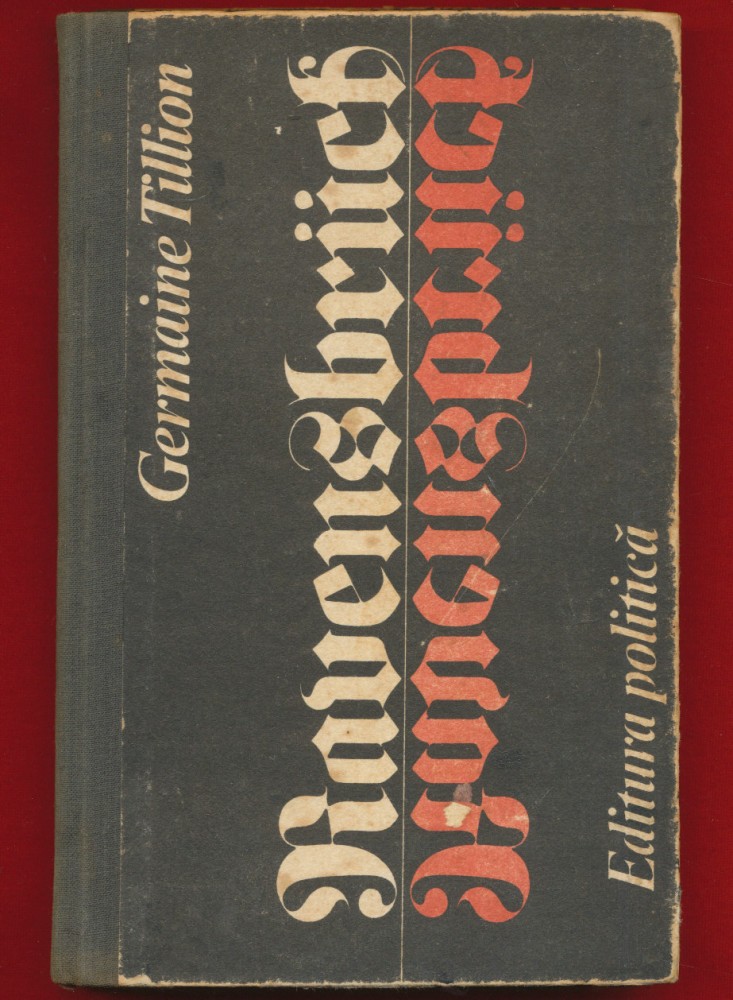 Germaine Tillion
Ravensbrück
Ravensbrück
Editura politică